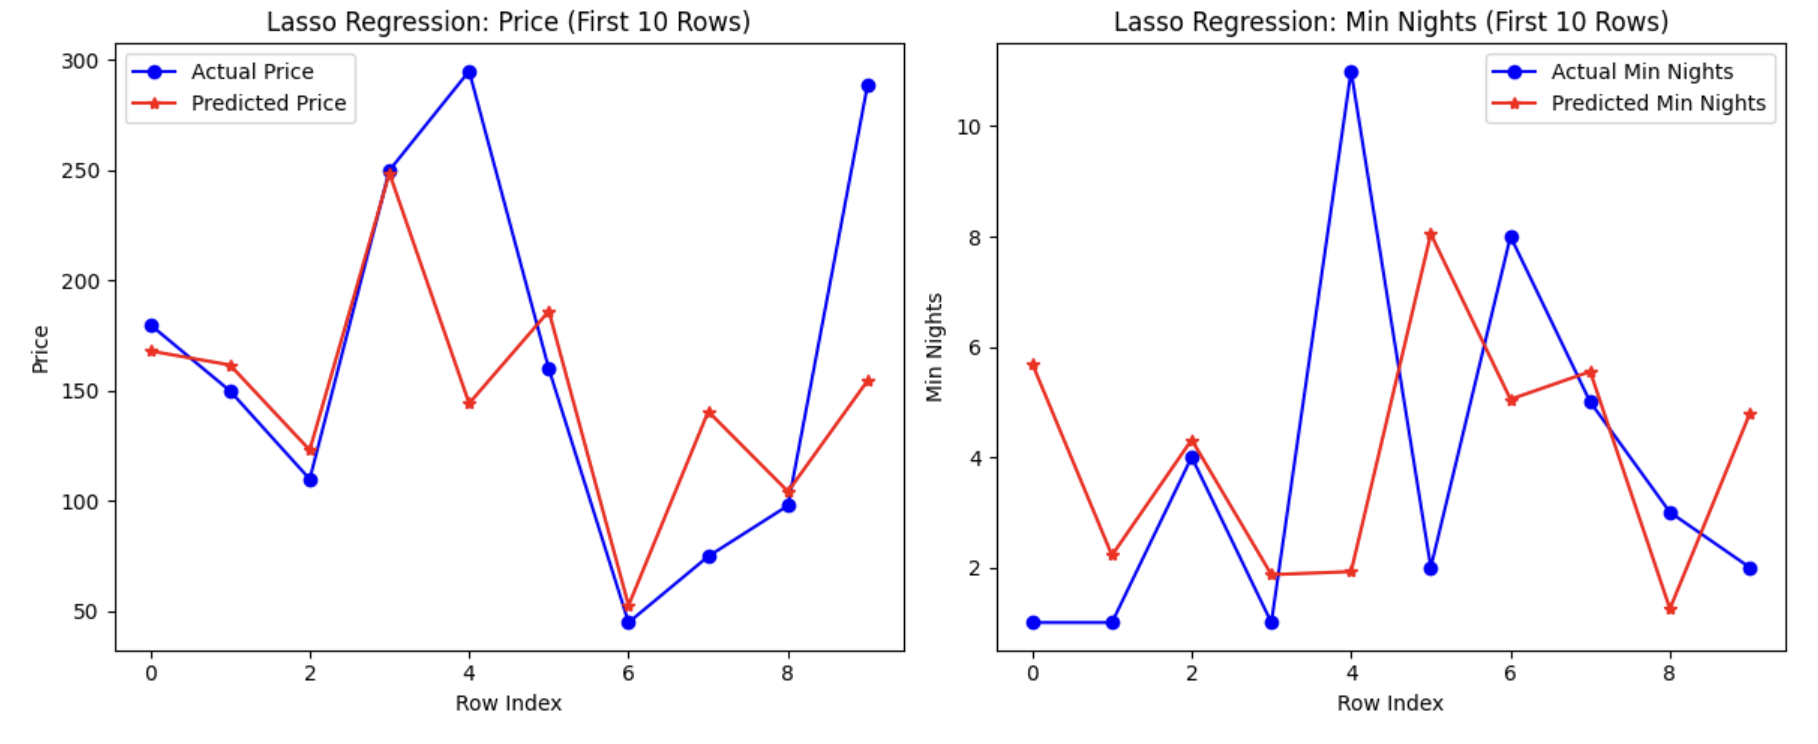 Lasso Regression: Price (First 10 Rows)
Actual Price
Predicted Price
300
250
200
150
100
50
Price
0 2 4 6 8
Row Index
Lasso Regression: Min Nights (First 10 Rows)
Actual Min Nights
Predicted Min Nights
10
8
6
4
2
Min Nights
0 2 4 6 8
Row Index